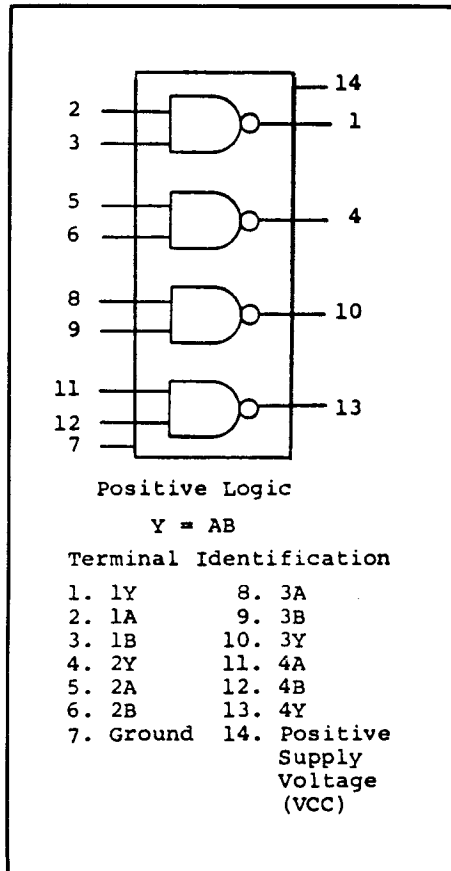 14
2
1
3
5
4
6
8
10
9
11
13
12
7
Positive Logic
Y = AB
Terminal Identification
1. 1Y 8. 3A
2. 1A 9. 3B
3. 1B 10. 3Y
4. 2Y 11. 4A
5. 2A 12. 4B
6. 2B 13. 4Y
7. Ground 14. Positive
Supply
Voltage
(VCC)